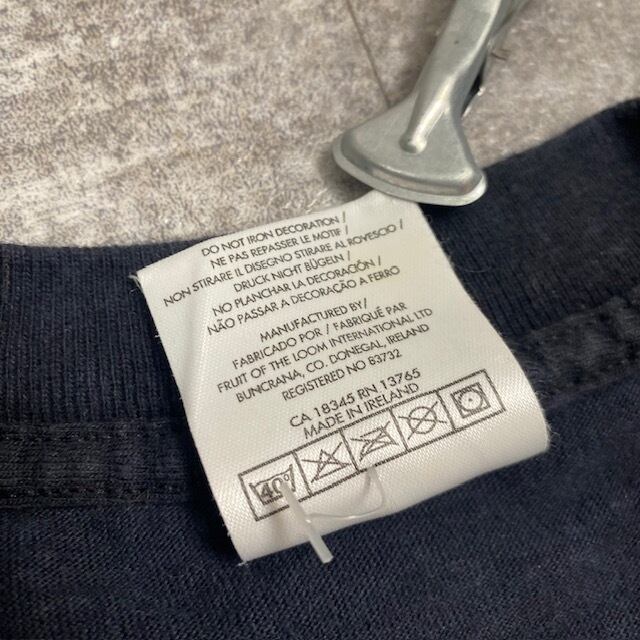 DO NOT IRON DECORATION /
NE PAS REPASSER LE MOTIF /
NON STIRARE IL DISEGNO STIRARE AL ROVESCIO /
DRUCK NICHT BÜGELN /
NO PLANCHAR LA DECORACIÓN /
NÃO PASSAR A DECORAÇÃO A FERRO
MANUFACTURED BY /
FABRICADO POR / FABRIQUÉ PAR
FRUIT OF THE LOOM INTERNATIONAL LTD
BUNCRANA, CO. DONEGAL, IRELAND
REGISTERED NO 83732
CA 18345 RN 13765
MADE IN IRELAND
40°